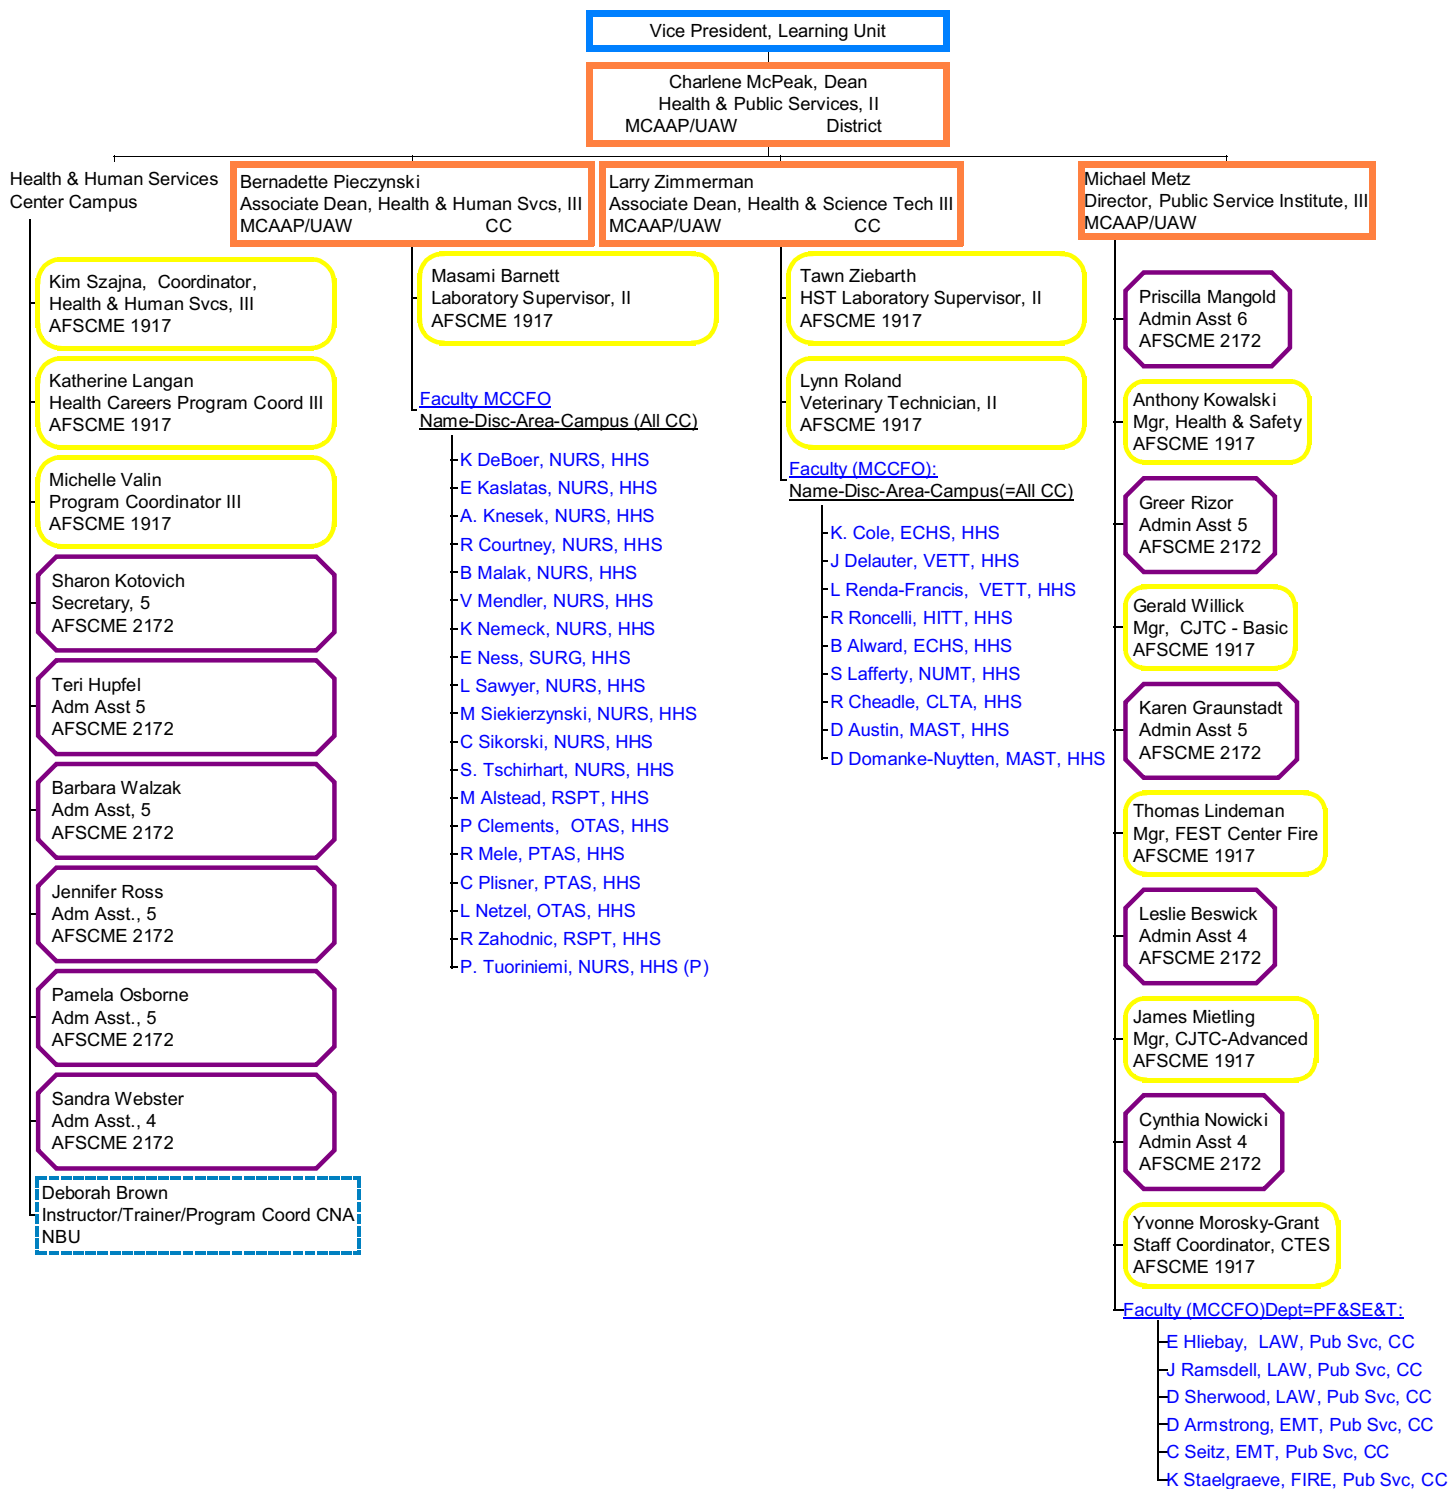 Vice President, Learning Unit
Charlene McPeak, Dean
Health & Public Services, II
MCAAP/UAW District
Health & Human Services
Center Campus
Kim Szajna, Coordinator,
Health & Human Svcs, III
AFSCME 1917
Katherine Langan
Health Careers Program Coord III
AFSCME 1917
Michelle Valin
Program Coordinator III
AFSCME 1917
Sharon Kotovich
Secretary, 5
AFSCME 2172
Teri Hupfel
Adm Asst 5
AFSCME 2172
Barbara Walzak
Adm Asst, 5
AFSCME 2172
Jennifer Ross
Adm Asst., 5
AFSCME 2172
Pamela Osborne
Adm Asst., 5
AFSCME 2172
Sandra Webster
Adm Asst., 4
AFSCME 2172
Deborah Brown
Instructor/Trainer/Program Coord CNA
NBU
Bernadette Pieczynski
Associate Dean, Health & Human Svcs, III
MCAAP/UAW CC
Masami Barnett
Laboratory Supervisor, II
AFSCME 1917
Faculty MCCFO
Name-Disc-Area-Campus (All CC)
K DeBoer, NURS, HHS
E Kaslatas, NURS, HHS
A. Knesek, NURS, HHS
R Courtney, NURS, HHS
B Malak, NURS, HHS
V Mendler, NURS, HHS
K Nemeck, NURS, HHS
E Ness, SURG, HHS
L Sawyer, NURS, HHS
M Siekierzynski, NURS, HHS
C Sikorski, NURS, HHS
S. Tschirhart, NURS, HHS
M Alstead, RSPT, HHS
P Clements, OTAS, HHS
R Mele, PTAS, HHS
C Plisner, PTAS, HHS
L Netzel, OTAS, HHS
R Zahodnic, RSPT, HHS
P. Tuoriniemi, NURS, HHS (P)
Larry Zimmerman
Associate Dean, Health & Science Tech III
MCAAP/UAW CC
Tawn Ziebarth
HST Laboratory Supervisor, II
AFSCME 1917
Lynn Roland
Veterinary Technician, II
AFSCME 1917
Faculty (MCCFO):
Name-Disc-Area-Campus(=All CC)
K. Cole, ECHS, HHS
J Delauter, VETT, HHS
L Renda-Francis, VETT, HHS
R Roncelli, HITT, HHS
B Alward, ECHS, HHS
S Lafferty, NUMT, HHS
R Cheadle, CLTA, HHS
D Austin, MAST, HHS
D Domanke-Nuytten, MAST, HHS
Michael Metz
Director, Public Service Institute, III
MCAAP/UAW
Priscilla Mangold
Admin Asst 6
AFSCME 2172
Anthony Kowalski
Mgr, Health & Safety
AFSCME 1917
Greer Rizor
Admin Asst 5
AFSCME 2172
Gerald Willick
Mgr, CJTC - Basic
AFSCME 1917
Karen Graunstadt
Admin Asst 5
AFSCME 2172
Thomas Lindeman
Mgr, FEST Center Fire
AFSCME 1917
Leslie Beswick
Admin Asst 4
AFSCME 2172
James Mietling
Mgr, CJTC-Advanced
AFSCME 1917
Cynthia Nowicki
Admin Asst 4
AFSCME 2172
Yvonne Morosky-Grant
Staff Coordinator, CTES
AFSCME 1917
Faculty (MCCFO)Dept=PF&SE&T:
E Hliebay, LAW, Pub Svc, CC
J Ramsdell, LAW, Pub Svc, CC
D Sherwood, LAW, Pub Svc, CC
D Armstrong, EMT, Pub Svc, CC
C Seitz, EMT, Pub Svc, CC
K Staelgraeve, FIRE, Pub Svc, CC